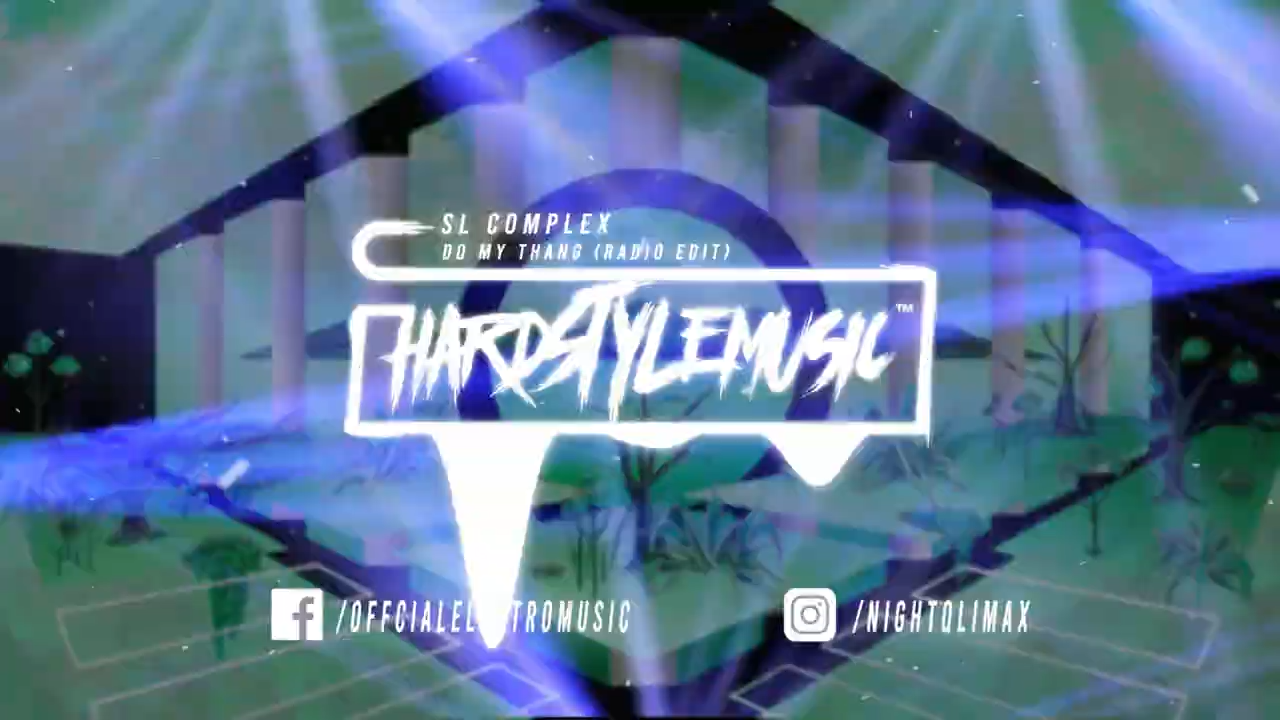 SL COMPLEX
DO MY THANG (RADIO EDIT)
HARDSTYLEMUSIC™
/NIGHTQLIMAX